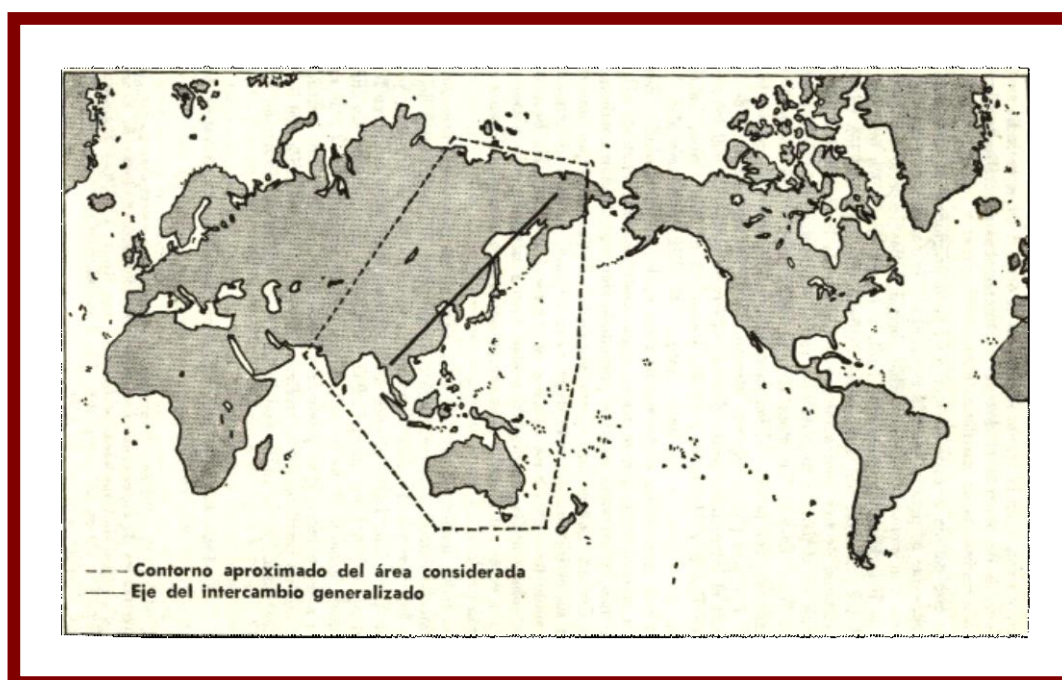 Contorno aproximado del área considerada
Eje del intercambio generalizado